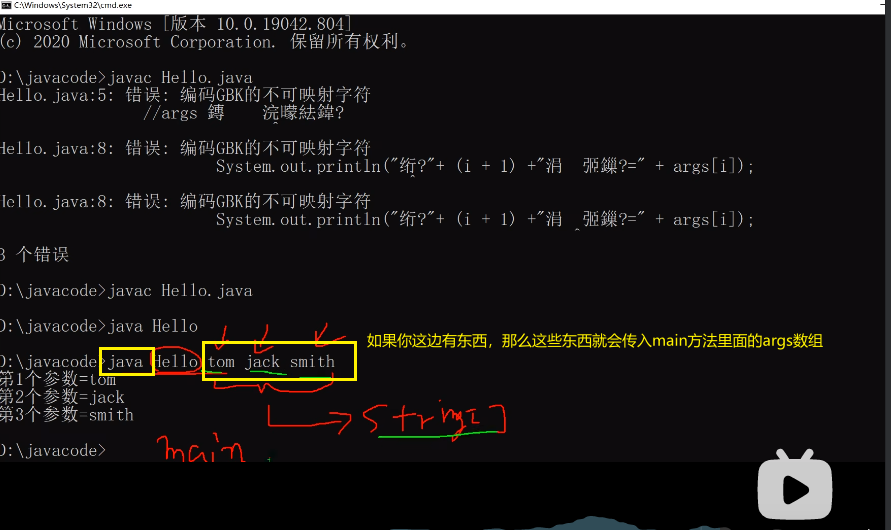 C:\Windows\System32\cmd.exe
Microsoft Windows [版本 10.0.19042.804]
(c) 2020 Microsoft Corporation. 保留所有权利。
D:\javacode>javac Hello.java
Hello.java:5: 错误: 编码GBK的不可映射字符
//args 鏄 浣曚紶鍏?
Hello.java:8: 错误: 编码GBK的不可映射字符
System.out.println("绗?"+ (i + 1) +"涓 弬鏁?=" + args[i]);
Hello.java:8: 错误: 编码GBK的不可映射字符
System.out.println("绗?"+ (i + 1) +"涓 弬鏁?=" + args[i]);
3 个错误
D:\javacode>javac Hello.java
D:\javacode>java Hello
如果你这边有东西，那么这些东西就会传入main方法里面的args数组
D:\javacode>java Hello tom jack smith
第1个参数=tom
第2个参数=jack
第3个参数=smith
String[]
main
D:\javacode>